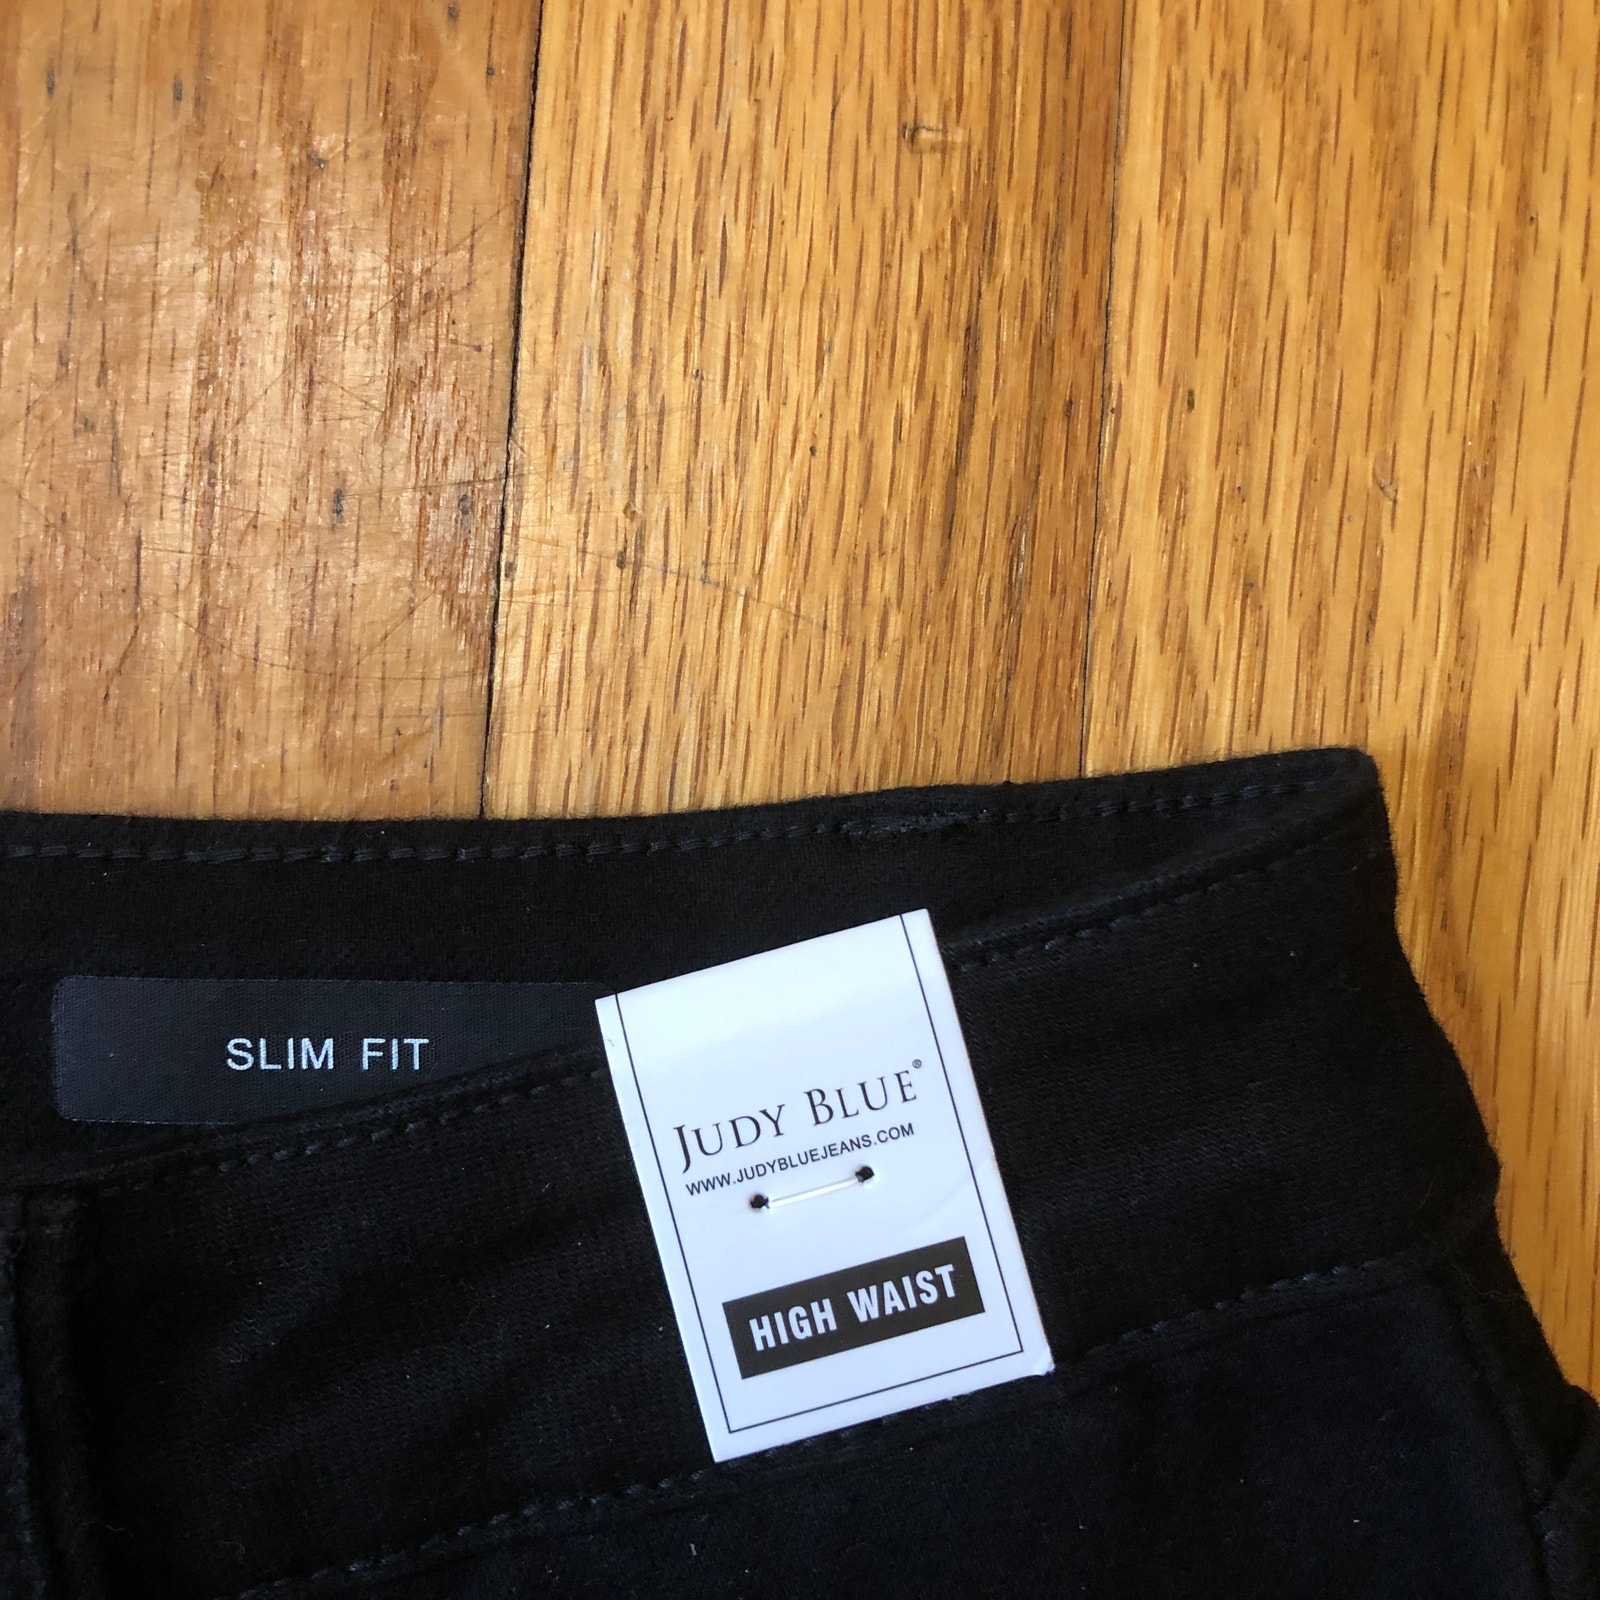 SLIM FIT
JUDY BLUE®
WWW.JUDYBLUEJEANS.COM
HIGH WAIST